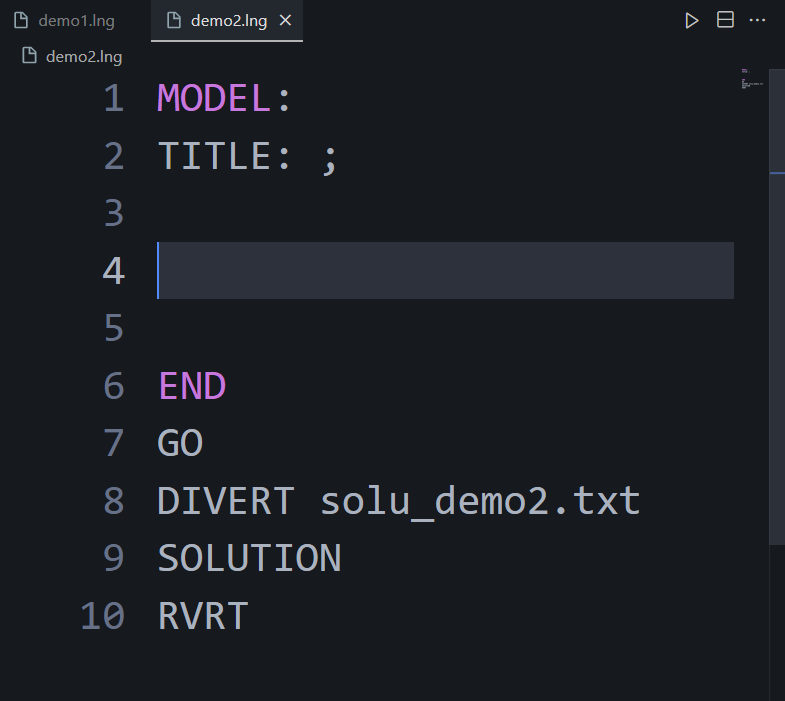 demo1.lng
demo2.lng
demo2.lng
1 MODEL:
2 TITLE: ;
3
4
5
6 END
7 GO
8 DIVERT solu_demo2.txt
9 SOLUTION
10 RVRT